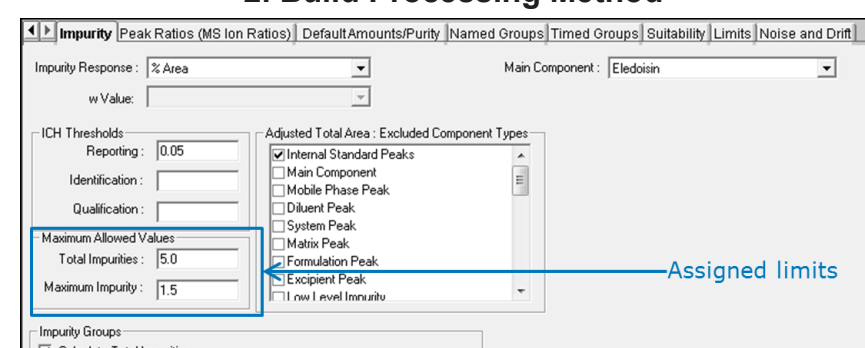 Impurity Peak Ratios (MS Ion Ratios) Default Amounts/Purity Named Groups Timed Groups Suitability Limits Noise and Drift
Impurity Response : % Area
Main Component : Eledoisin
w Value:
ICH Thresholds
Reporting : 0.05
Identification :
Qualification :
Adjusted Total Area : Excluded Component Types
Internal Standard Peaks
Main Component
Mobile Phase Peak
Diluent Peak
System Peak
Matrix Peak
Formulation Peak
Excipient Peak
Low Level Impurity
Maximum Allowed Values
Total Impurities : 5.0
Maximum Impurity : 1.5
Assigned limits
Impurity Groups